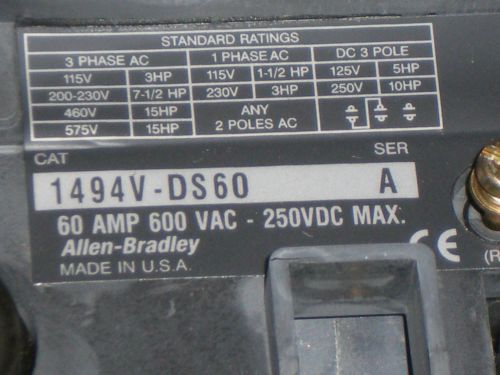 STANDARD RATINGS
3 PHASE AC 1 PHASE AC DC 3 POLE
115V 3HP 115V 1-1/2 HP 125V 5HP
200-230V 7-1/2 HP 230V 3HP 250V 10HP
460V 15HP ANY
575V 15HP 2 POLES AC
CAT SER
1494V-DS60 A
60 AMP 600 VAC - 250VDC MAX.
Allen-Bradley CE
MADE IN U.S.A. (R